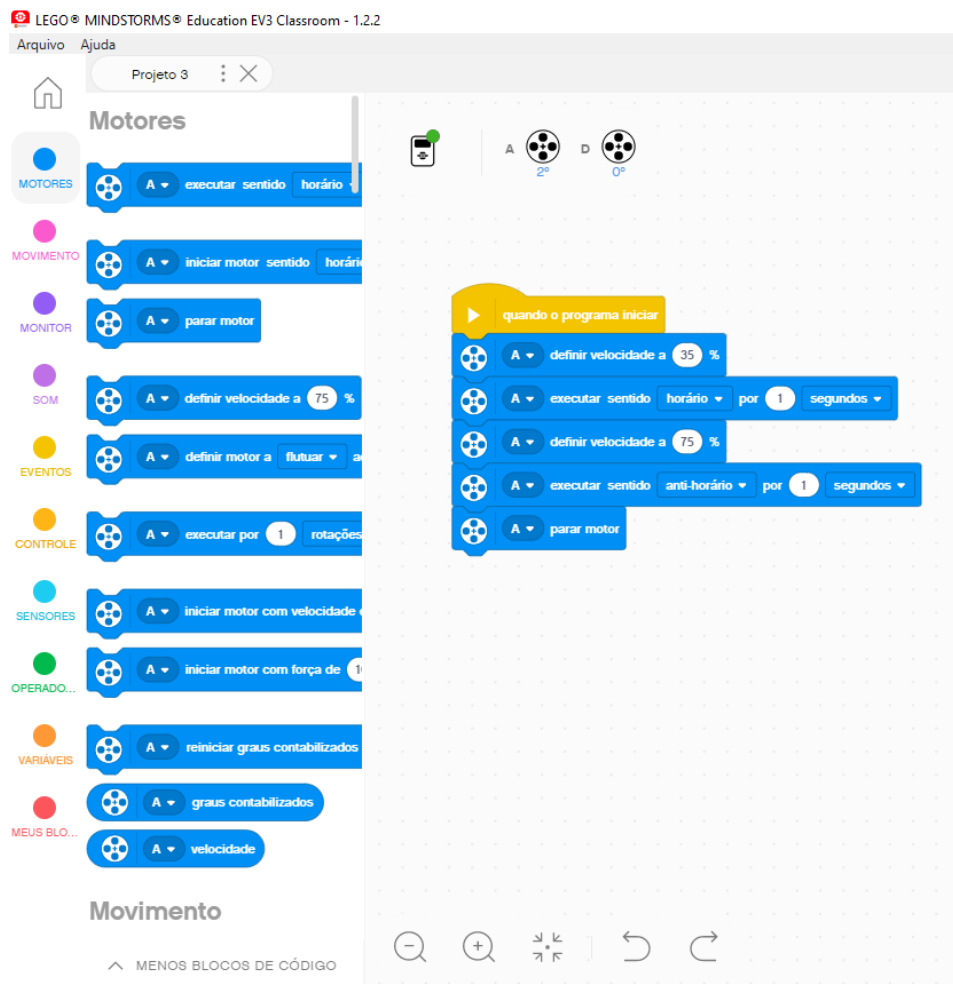 LEGO® MINDSTORMS® Education EV3 Classroom - 1.2.2
Arquivo Ajuda
Projeto 3
MOTORES
MOVIMENTO
MONITOR
SOM
EVENTOS
CONTROLE
SENSORES
OPERADO...
VARIÁVEIS
MEUS BLO...
Motores
A executar sentido horário
A iniciar motor sentido horário
A parar motor
A definir velocidade a 75 %
A definir motor a flutuar
A executar por 1 rotações
A iniciar motor com velocidade
A iniciar motor com força de
A reiniciar graus contabilizados
A graus contabilizados
A velocidade
Movimento
MENOS BLOCOS DE CÓDIGO
A D
2° 0°
quando o programa iniciar
A definir velocidade a 35 %
A executar sentido horário por 1 segundos
A definir velocidade a 75 %
A executar sentido anti-horário por 1 segundos
A parar motor